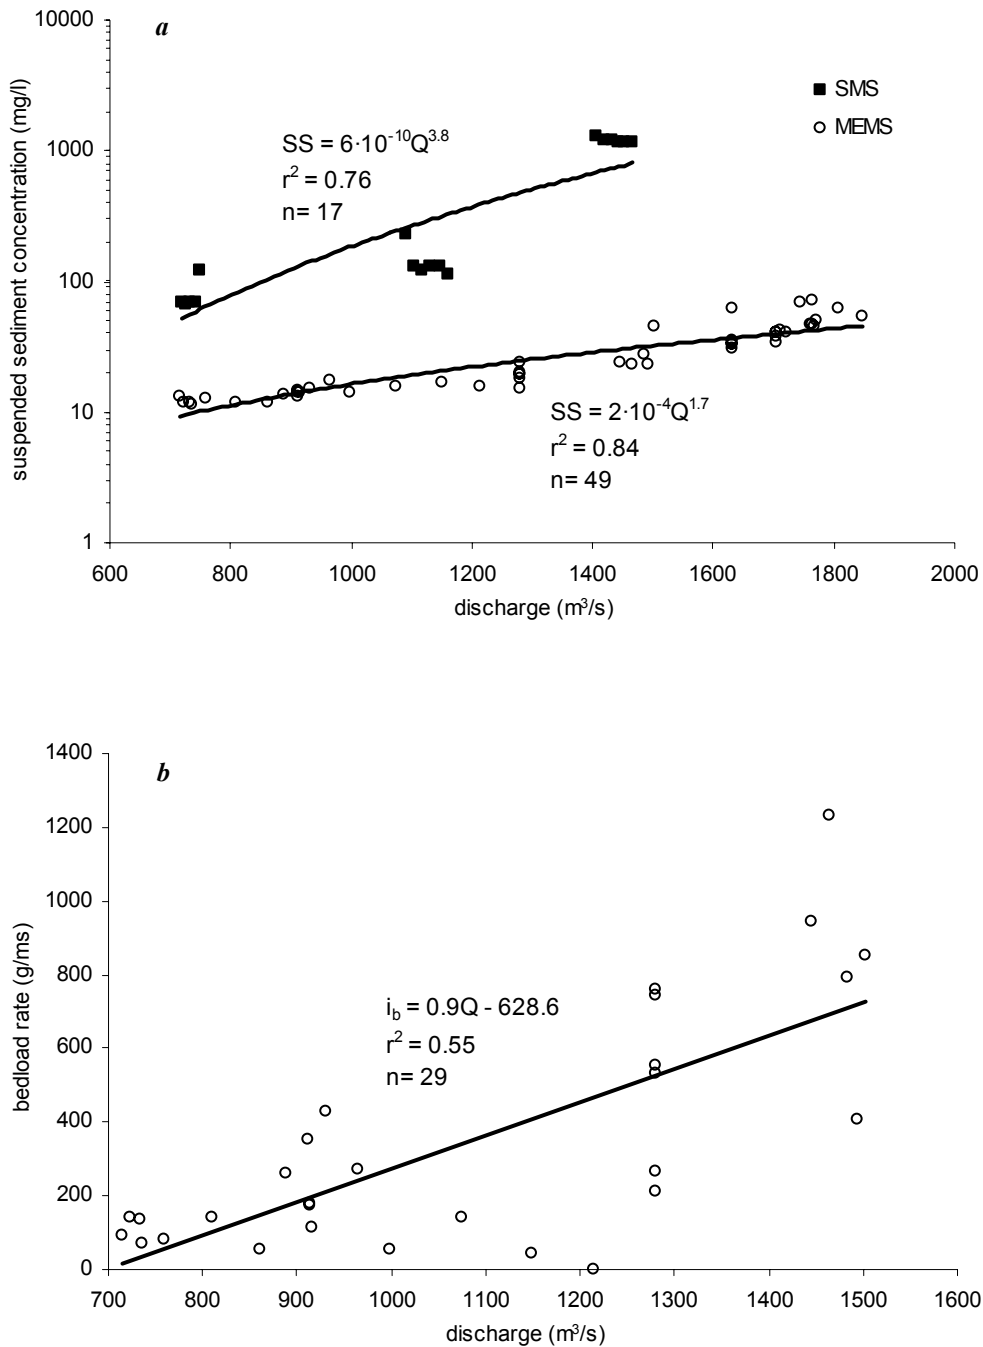 a
suspended sediment concentration (mg/l)
10000
1000
100
10
1
SMS
MEMS
SS = 6·10⁻¹⁰Q³·⁸
r² = 0.76
n= 17
SS = 2·10⁻⁴Q¹·⁷
r² = 0.84
n= 49
600 800 1000 1200 1400 1600 1800 2000
discharge (m³/s)
b
bedload rate (g/ms)
1400
1200
1000
800
600
400
200
0
i_b = 0.9Q - 628.6
r² = 0.55
n= 29
700 800 900 1000 1100 1200 1300 1400 1500 1600
discharge (m³/s)